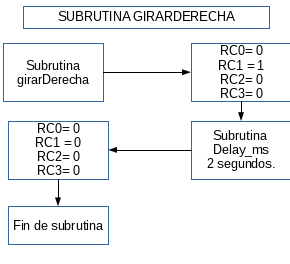 SUBRUTINA GIRARDERECHA
Subrutina
girarDerecha
RC0= 0
RC1 = 1
RC2= 0
RC3= 0
Subrutina
Delay_ms
2 segundos.
RC0= 0
RC1 = 0
RC2= 0
RC3= 0
Fin de subrutina